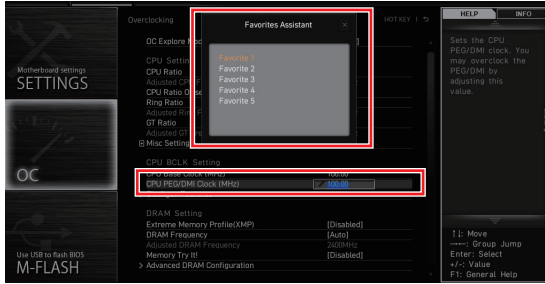 Overclocking
HOT KEY
HELP
INFO
Favorites Assistant
Favorite 1
Favorite 2
Favorite 3
Favorite 4
Favorite 5
OC Explore
CPU
CPU Ratio
Adjusted CPU
CPU Ratio
Ring Ratio
Adjusted
GT Ratio
Adjusted GT
Misc
CPU BCLK Setting
CPU Base Clock (MHz) 100.00
CPU PEG/DMI Clock (MHz) 100.00
DRAM Setting
Extreme Memory Profile(XMP) [Disabled]
DRAM Frequency [Auto]
Adjusted DRAM Frequency 2400MHz
Memory Try It! [Disabled]
> Advanced DRAM Configuration
Motherboard settings
SETTINGS
OC
Use USB to flash BIOS
M-FLASH
Sets the CPU
PEG/DMI clock. You
may overclock the
PEG/DMI by
adjusting this
value.
↑↓: Move
→←: Group Jump
Enter: Select
+/-: Value
F1: General Help